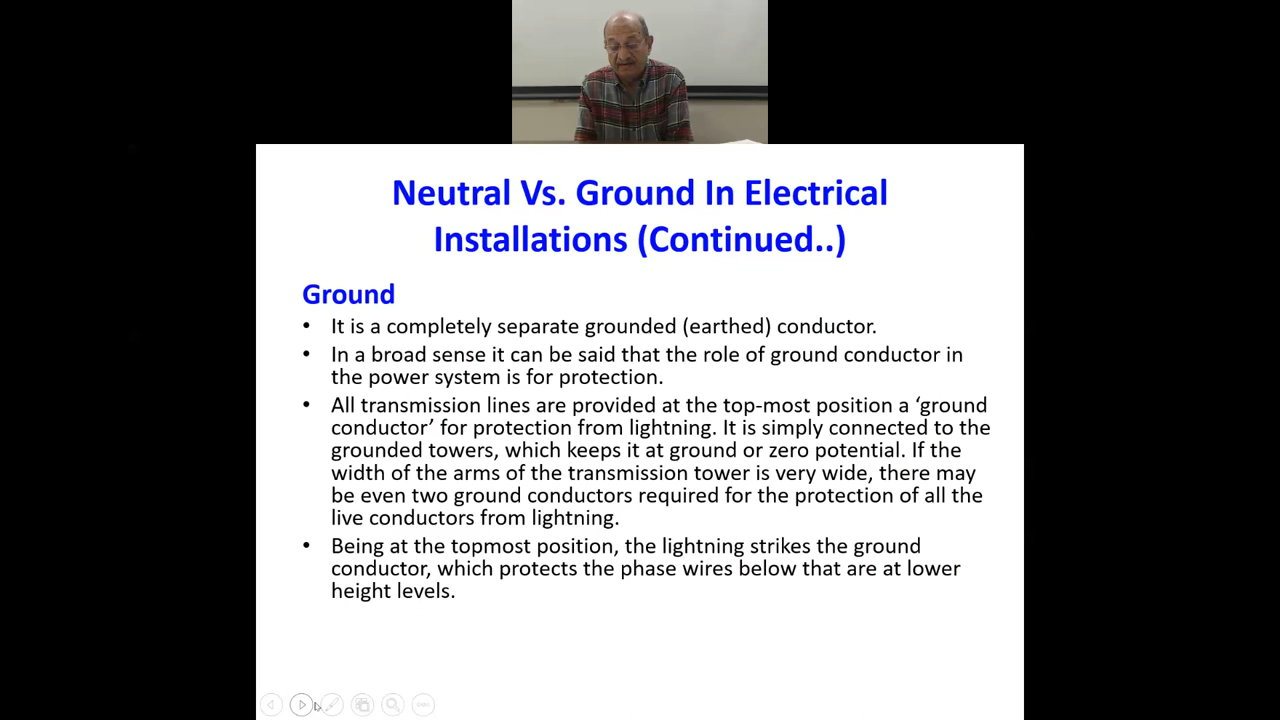 Neutral Vs. Ground In Electrical
Installations (Continued..)
Ground
• It is a completely separate grounded (earthed) conductor.
• In a broad sense it can be said that the role of ground conductor in
the power system is for protection.
• All transmission lines are provided at the top-most position a ‘ground
conductor’ for protection from lightning. It is simply connected to the
grounded towers, which keeps it at ground or zero potential. If the
width of the arms of the transmission tower is very wide, there may
be even two ground conductors required for the protection of all the
live conductors from lightning.
• Being at the topmost position, the lightning strikes the ground
conductor, which protects the phase wires below that are at lower
height levels.